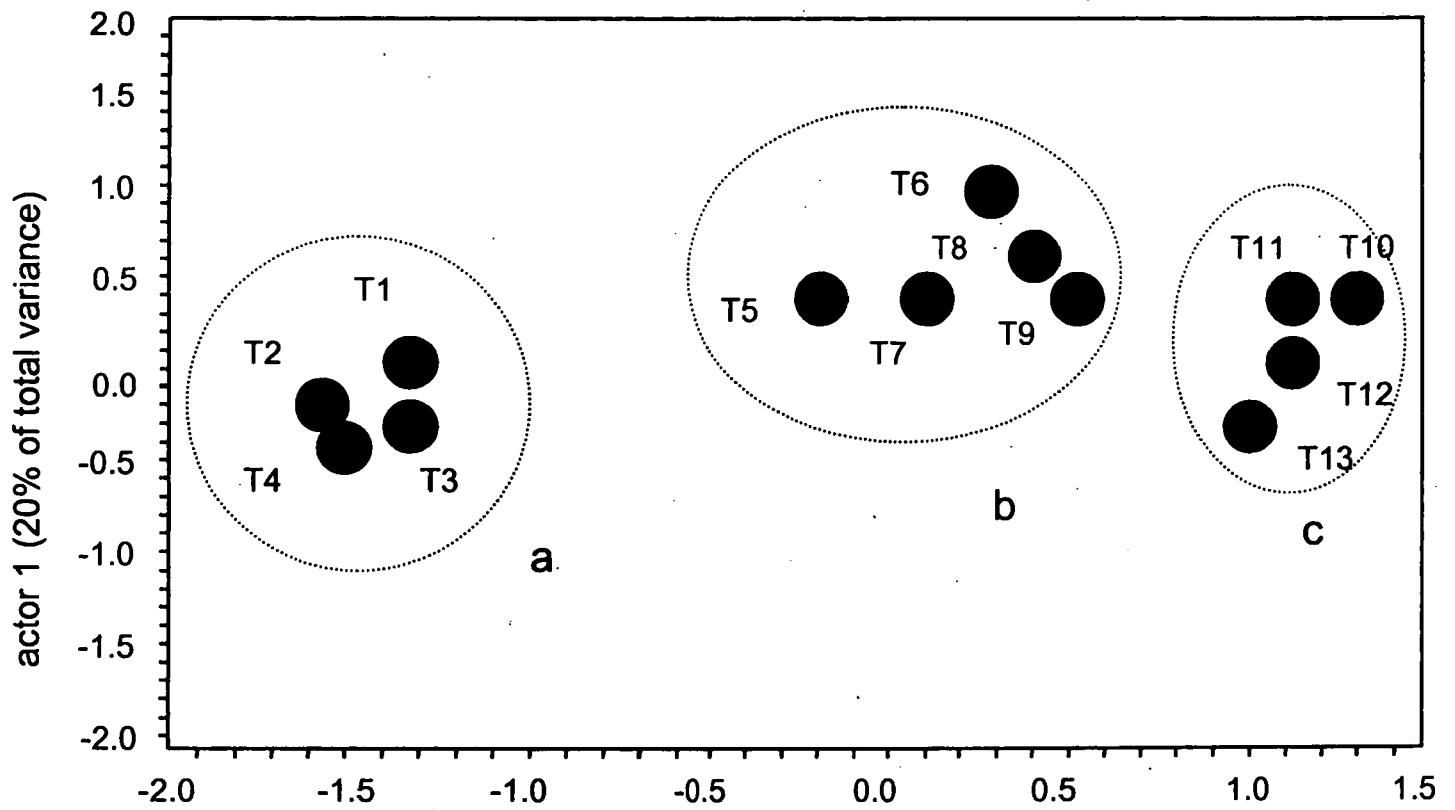 2.0
1.5
1.0
0.5
0.0
-0.5
-1.0
-1.5
-2.0
actor 1 (20% of total variance)
T1
T2
T4
T3
a
T6
T8
T5
T7
T9
b
T11 T10
T12
T13
c
-2.0 -1.5 -1.0 -0.5 0.0 0.5 1.0 1.5